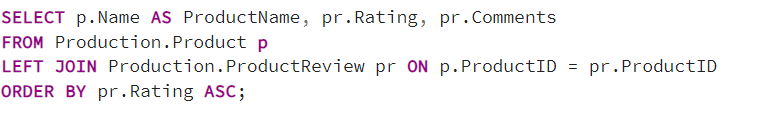 SELECT p.Name AS ProductName, pr.Rating, pr.Comments
FROM Production.Product p
LEFT JOIN Production.ProductReview pr ON p.ProductID = pr.ProductID
ORDER BY pr.Rating ASC;